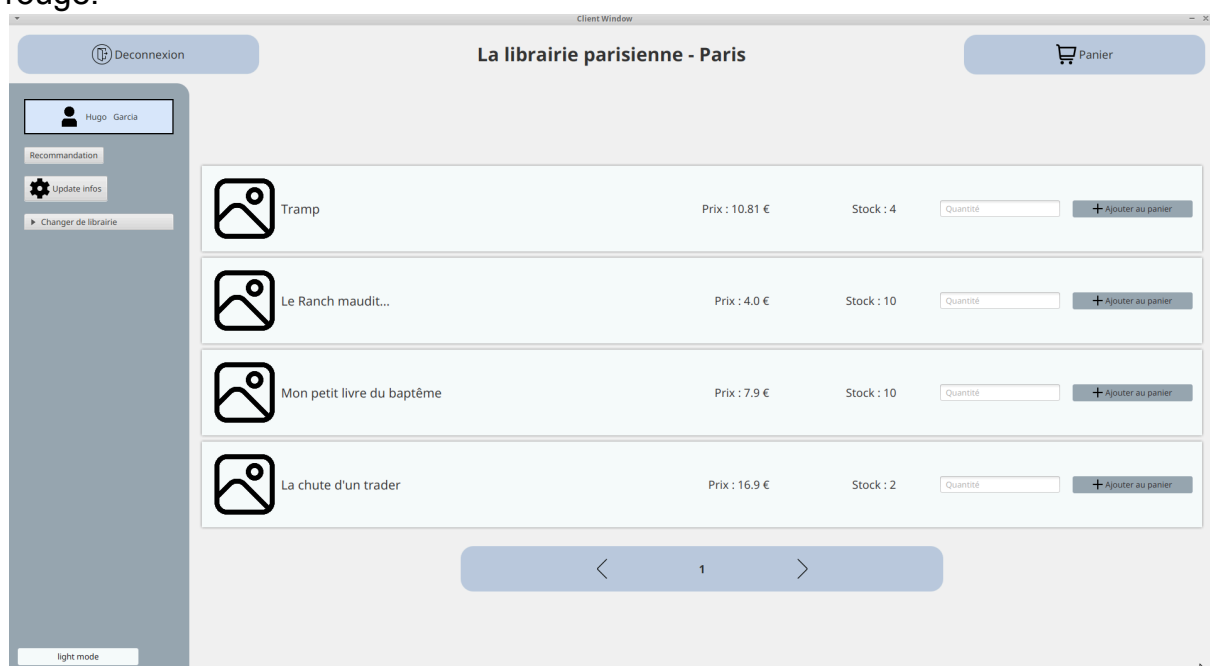 rouge.
Client Window
Deconnexion
La librairie parisienne - Paris
Panier
Hugo Garcia
Recommandation
Update infos
Changer de librairie
Tramp Prix : 10.81 € Stock : 4 Quantité Ajouter au panier
Le Ranch maudit... Prix : 4.0 € Stock : 10 Quantité Ajouter au panier
Mon petit livre du baptême Prix : 7.9 € Stock : 10 Quantité Ajouter au panier
La chute d'un trader Prix : 16.9 € Stock : 2 Quantité Ajouter au panier
1
light mode